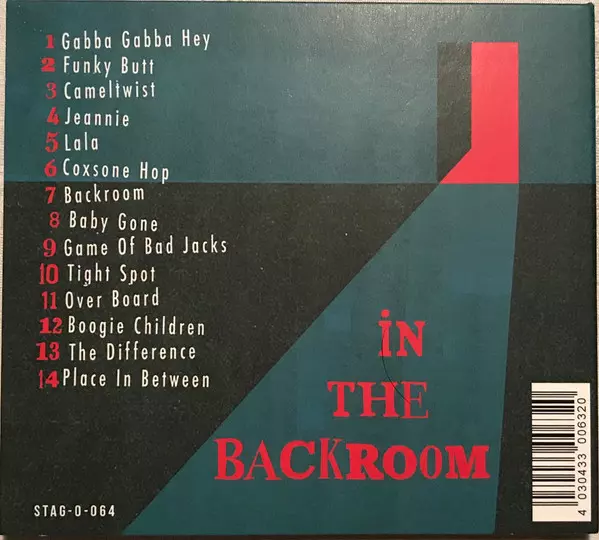 1 Gabba Gabba Hey
2 Funky Butt
3 Cameltwist
4 Jeannie
5 Lala
6 Coxsone Hop
7 Backroom
8 Baby Gone
9 Game Of Bad Jacks
10 Tight Spot
11 Over Board
12 Boogie Children
13 The Difference
14 Place In Between
iN
THE
BACKROOM
STAG-O-064
4 030433 006320